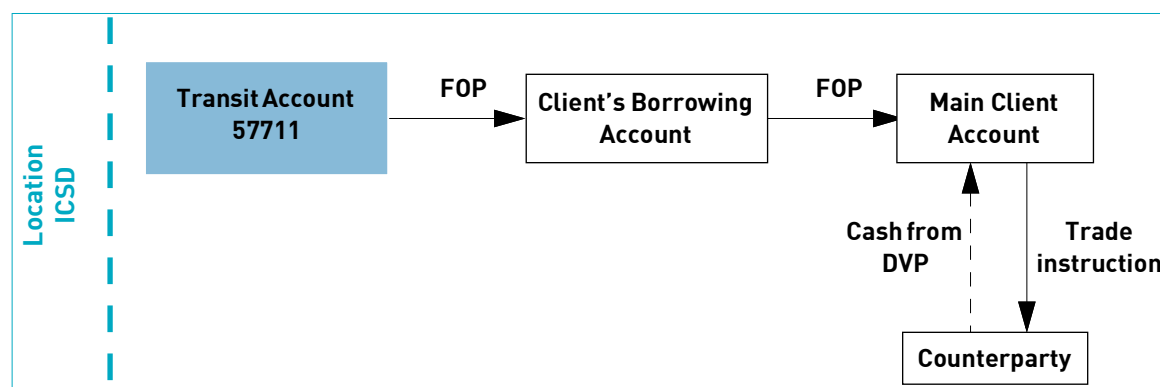 Location
ICSD
Transit Account
57711
FOP
Client's Borrowing
Account
FOP
Main Client
Account
Cash from
DVP
Trade
instruction
Counterparty